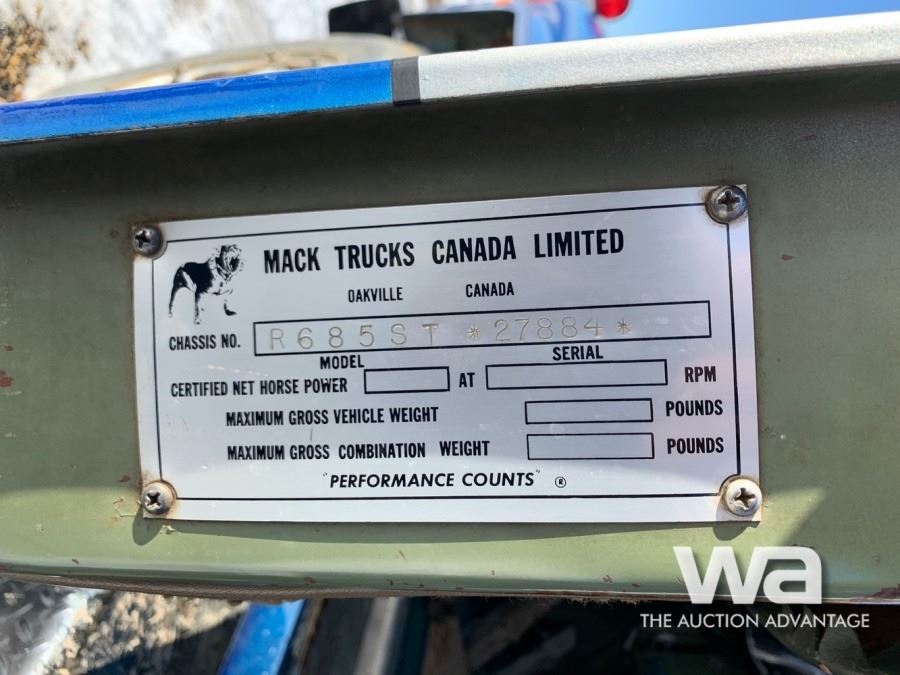 MACK TRUCKS CANADA LIMITED
OAKVILLE CANADA
CHASSIS NO. R685ST *27884*
MODEL SERIAL
CERTIFIED NET HORSE POWER AT RPM
MAXIMUM GROSS VEHICLE WEIGHT POUNDS
MAXIMUM GROSS COMBINATION WEIGHT POUNDS
"PERFORMANCE COUNTS" ®
wa
THE AUCTION ADVANTAGE